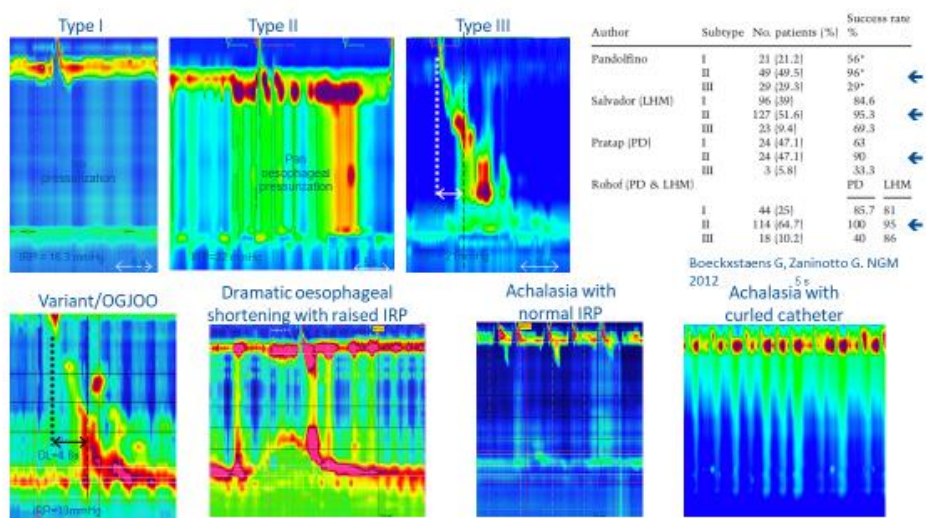 Type I
Type II
Type III
pressurization
IRP = 16.3 mmHg
Pan
oesophageal
pressurization
Success rate
Author Subtype No. patients (%) %
Pandolfino I 21 (21.2) 56*
II 49 (49.5) 96*
III 29 (29.3) 29*
Salvador (LHM) I 96 (39) 84.6
II 127 (51.6) 95.3
III 23 (9.4) 69.3
Pratap (PD) I 24 (47.1) 63
II 24 (47.1) 90
III 3 (5.8) 33.3
Rohof (PD & LHM) PD LHM
I 44 (25) 85.7 81
II 114 (64.7) 100 95
III 18 (10.2) 40 86
Boeckxstaens G, Zaninotto G. NGM
2012
5 s
Variant/OGJOO
Dramatic oesophageal
shortening with raised IRP
Achalasia with
normal IRP
Achalasia with
curled catheter